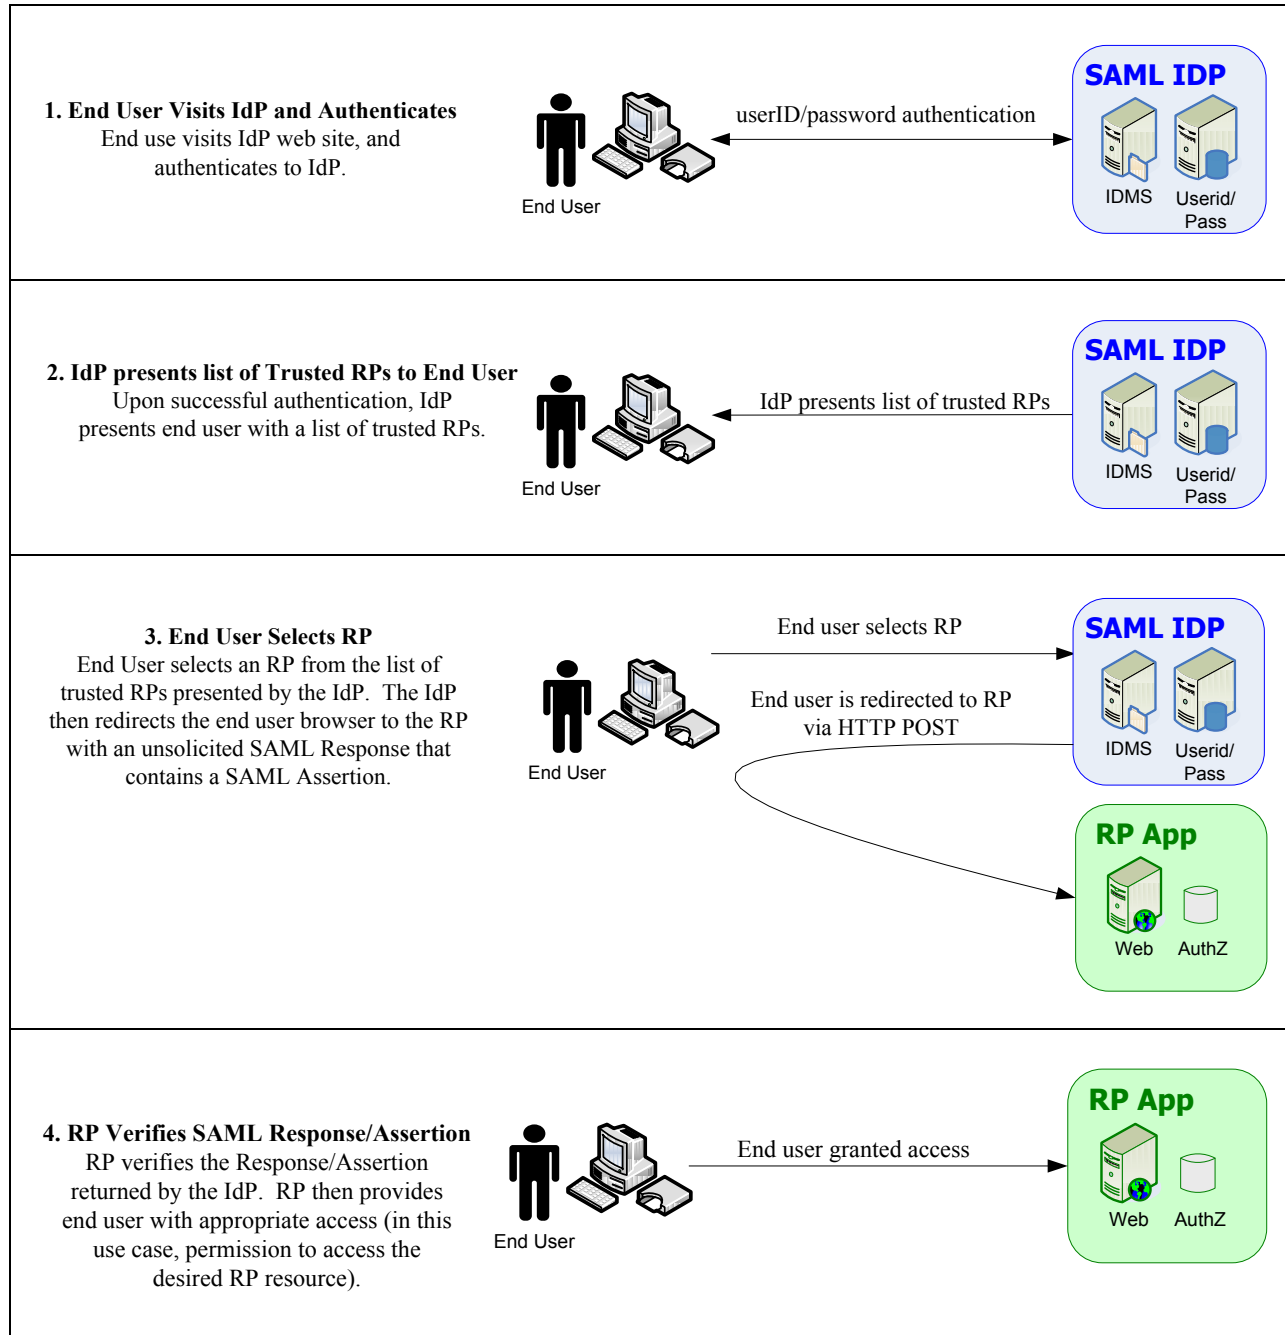 1. End User Visits IdP and Authenticates
End use visits IdP web site, and
authenticates to IdP.
End User
userID/password authentication
SAML IDP
IDMS
Userid/
Pass
2. IdP presents list of Trusted RPs to End User
Upon successful authentication, IdP
presents end user with a list of trusted RPs.
End User
IdP presents list of trusted RPs
SAML IDP
IDMS
Userid/
Pass
3. End User Selects RP
End User selects an RP from the list of
trusted RPs presented by the IdP.  The IdP
then redirects the end user browser to the RP
with an unsolicited SAML Response that
contains a SAML Assertion.
End User
End user selects RP
End user is redirected to RP
via HTTP POST
SAML IDP
IDMS
Userid/
Pass
RP App
Web
AuthZ
4. RP Verifies SAML Response/Assertion
RP verifies the Response/Assertion
returned by the IdP.  RP then provides
end user with appropriate access (in this
use case, permission to access the
desired RP resource).
End User
End user granted access
RP App
Web
AuthZ